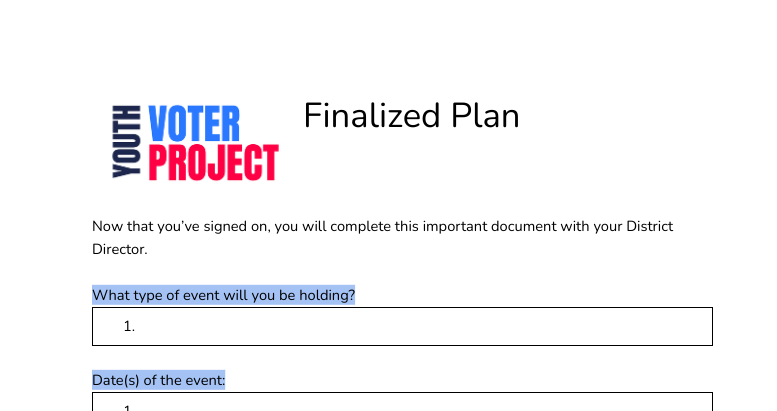 YOUTH
VOTER
PROJECT
Finalized Plan
Now that you’ve signed on, you will complete this important document with your District
Director.
What type of event will you be holding?
1.
Date(s) of the event:
1.